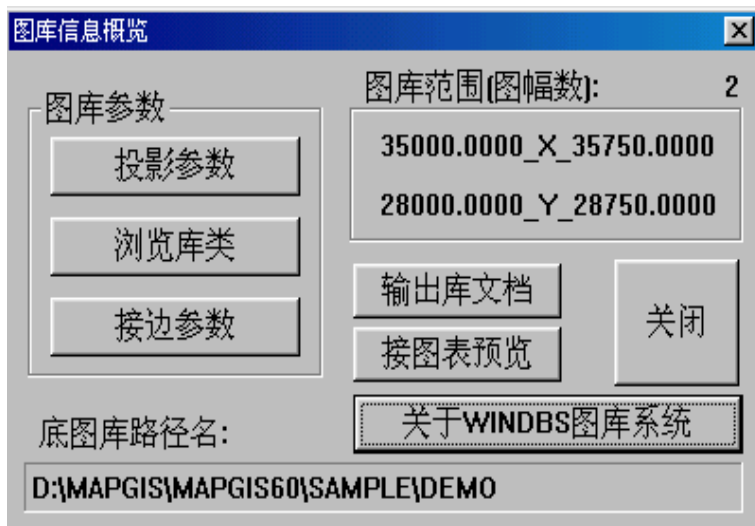 图库信息概览
图库参数
投影参数
浏览库类
接边参数
图库范围(图幅数): 2
35000.0000_X_35750.0000
28000.0000_Y_28750.0000
输出库文档
接图表预览
关闭
关于WINDBS图库系统
底图库路径名:
D:\MAPGIS\MAPGIS60\SAMPLE\DEMO